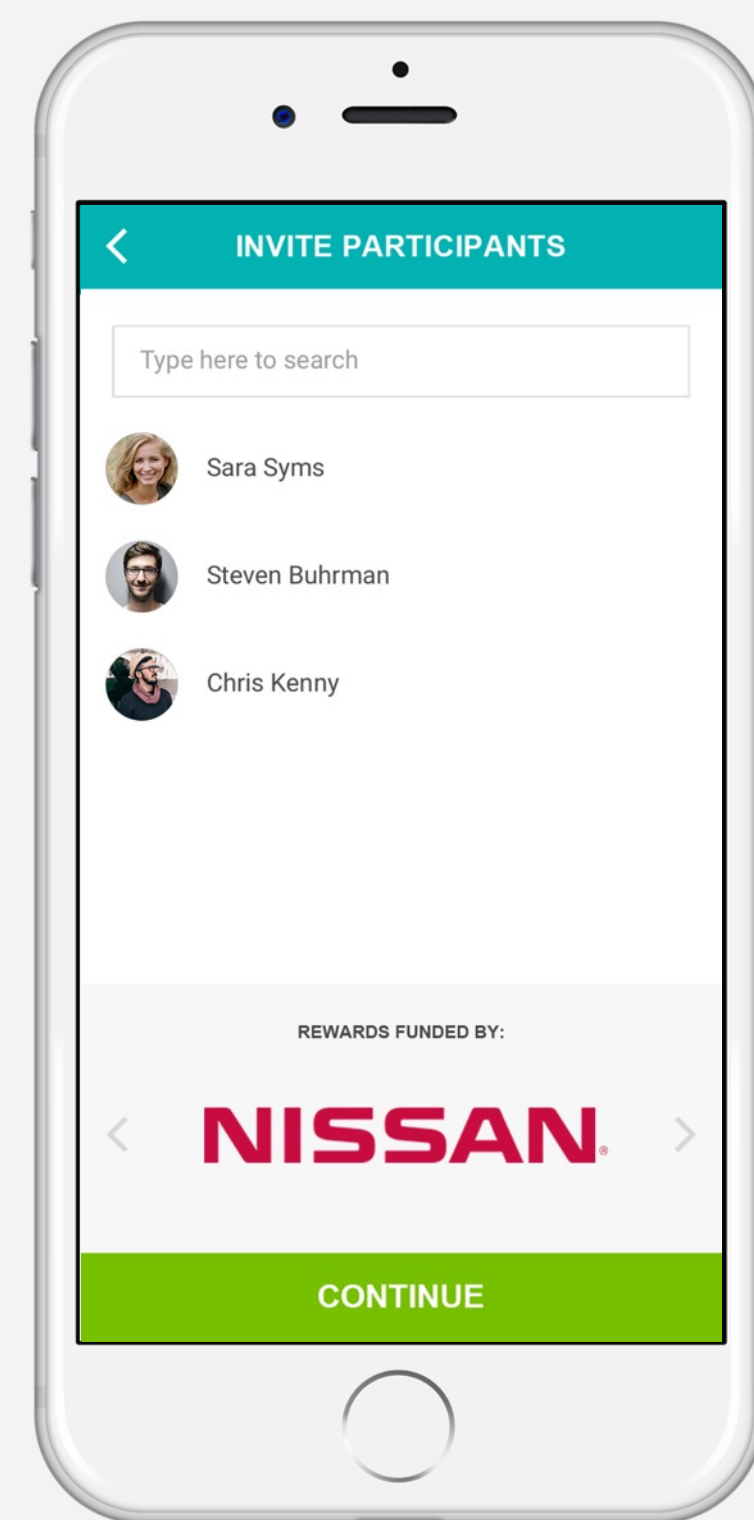 INVITE PARTICIPANTS
Type here to search
Sara Syms
Steven Buhrman
Chris Kenny
REWARDS FUNDED BY:
NISSAN®
CONTINUE